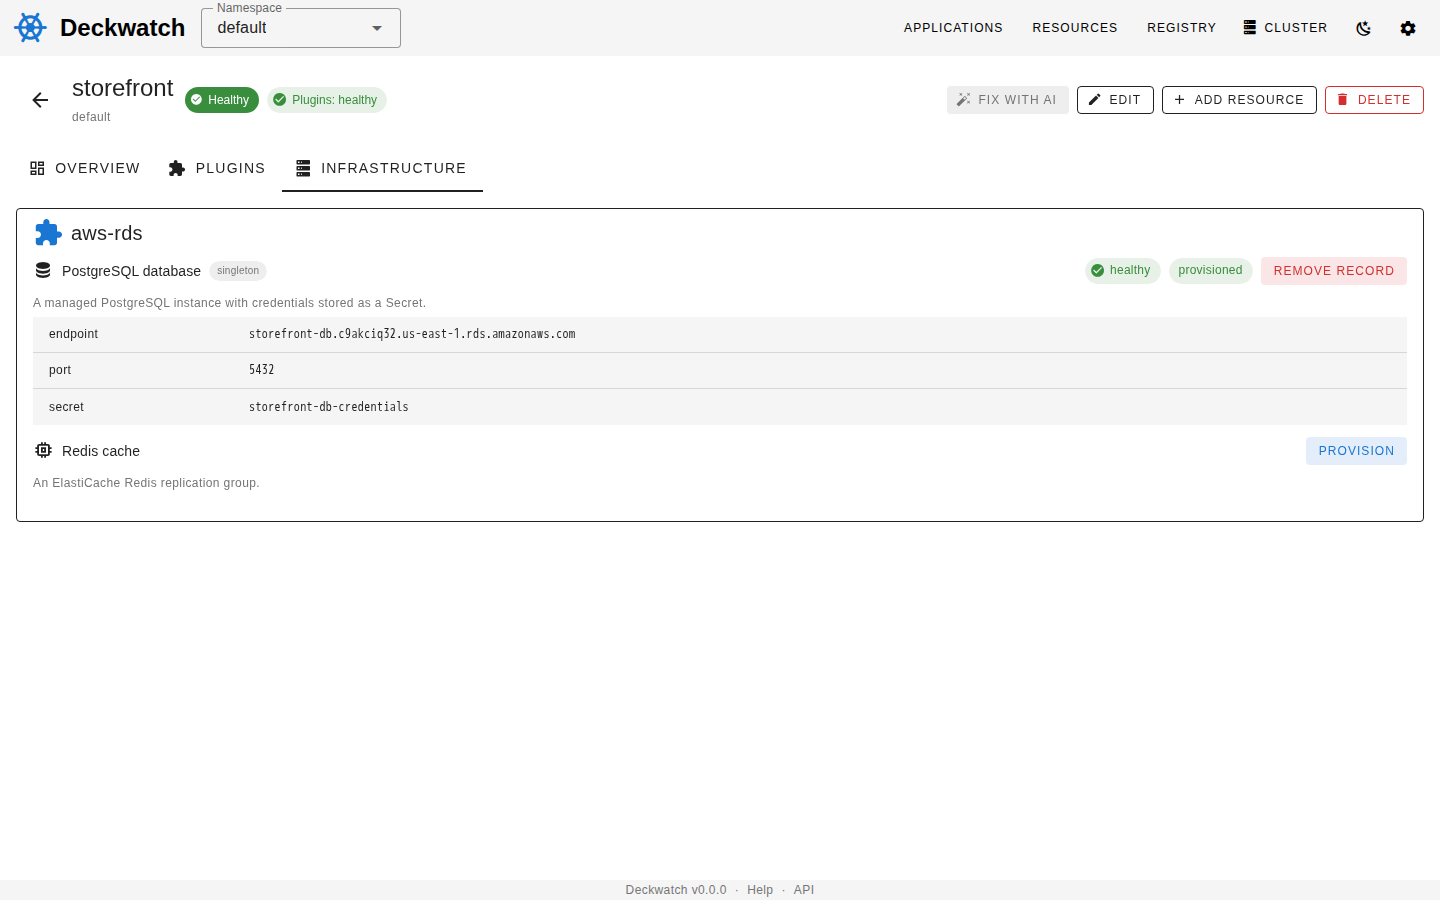 Deckwatch
Namespace
default
APPLICATIONS
RESOURCES
REGISTRY
CLUSTER
storefront
default
Healthy
Plugins: healthy
FIX WITH AI
EDIT
ADD RESOURCE
DELETE
OVERVIEW
PLUGINS
INFRASTRUCTURE
aws-rds
PostgreSQL database
singleton
healthy
provisioned
REMOVE RECORD
A managed PostgreSQL instance with credentials stored as a Secret.
endpoint storefront-db.c9akciq32.us-east-1.rds.amazonaws.com
port 5432
secret storefront-db-credentials
Redis cache
PROVISION
An ElastiCache Redis replication group.
Deckwatch v0.0.0 · Help · API